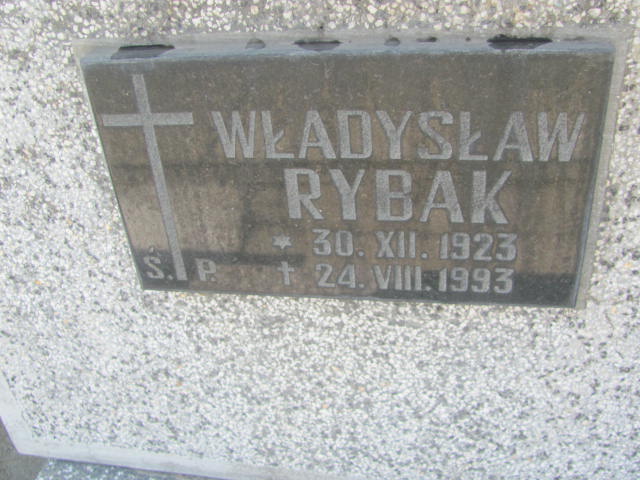 WŁADYSŁAW
RYBAK
* 30. XII. 1923
Ś. P. † 24. VIII. 1993